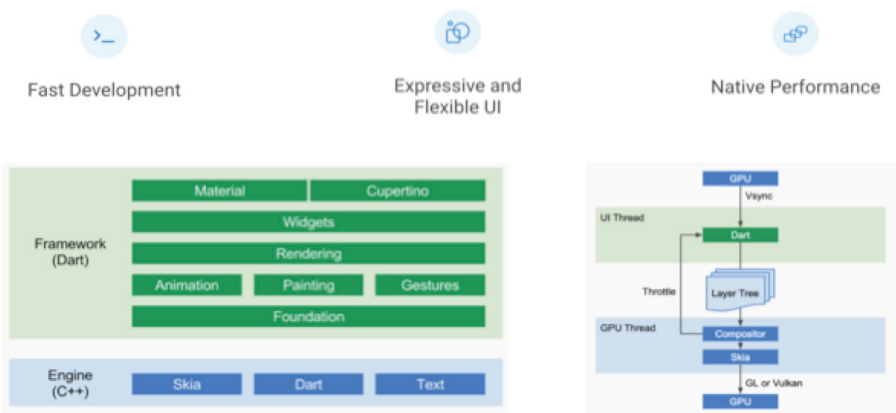 >_
Fast Development
Expressive and
Flexible UI
Native Performance
Framework
(Dart)
Material
Cupertino
Widgets
Rendering
Animation
Painting
Gestures
Foundation
Engine
(C++)
Skia
Dart
Text
GPU
Vsync
UI Thread
Dart
Throttle
Layer Tree
GPU Thread
Compositor
Skia
GL or Vulkan
GPU